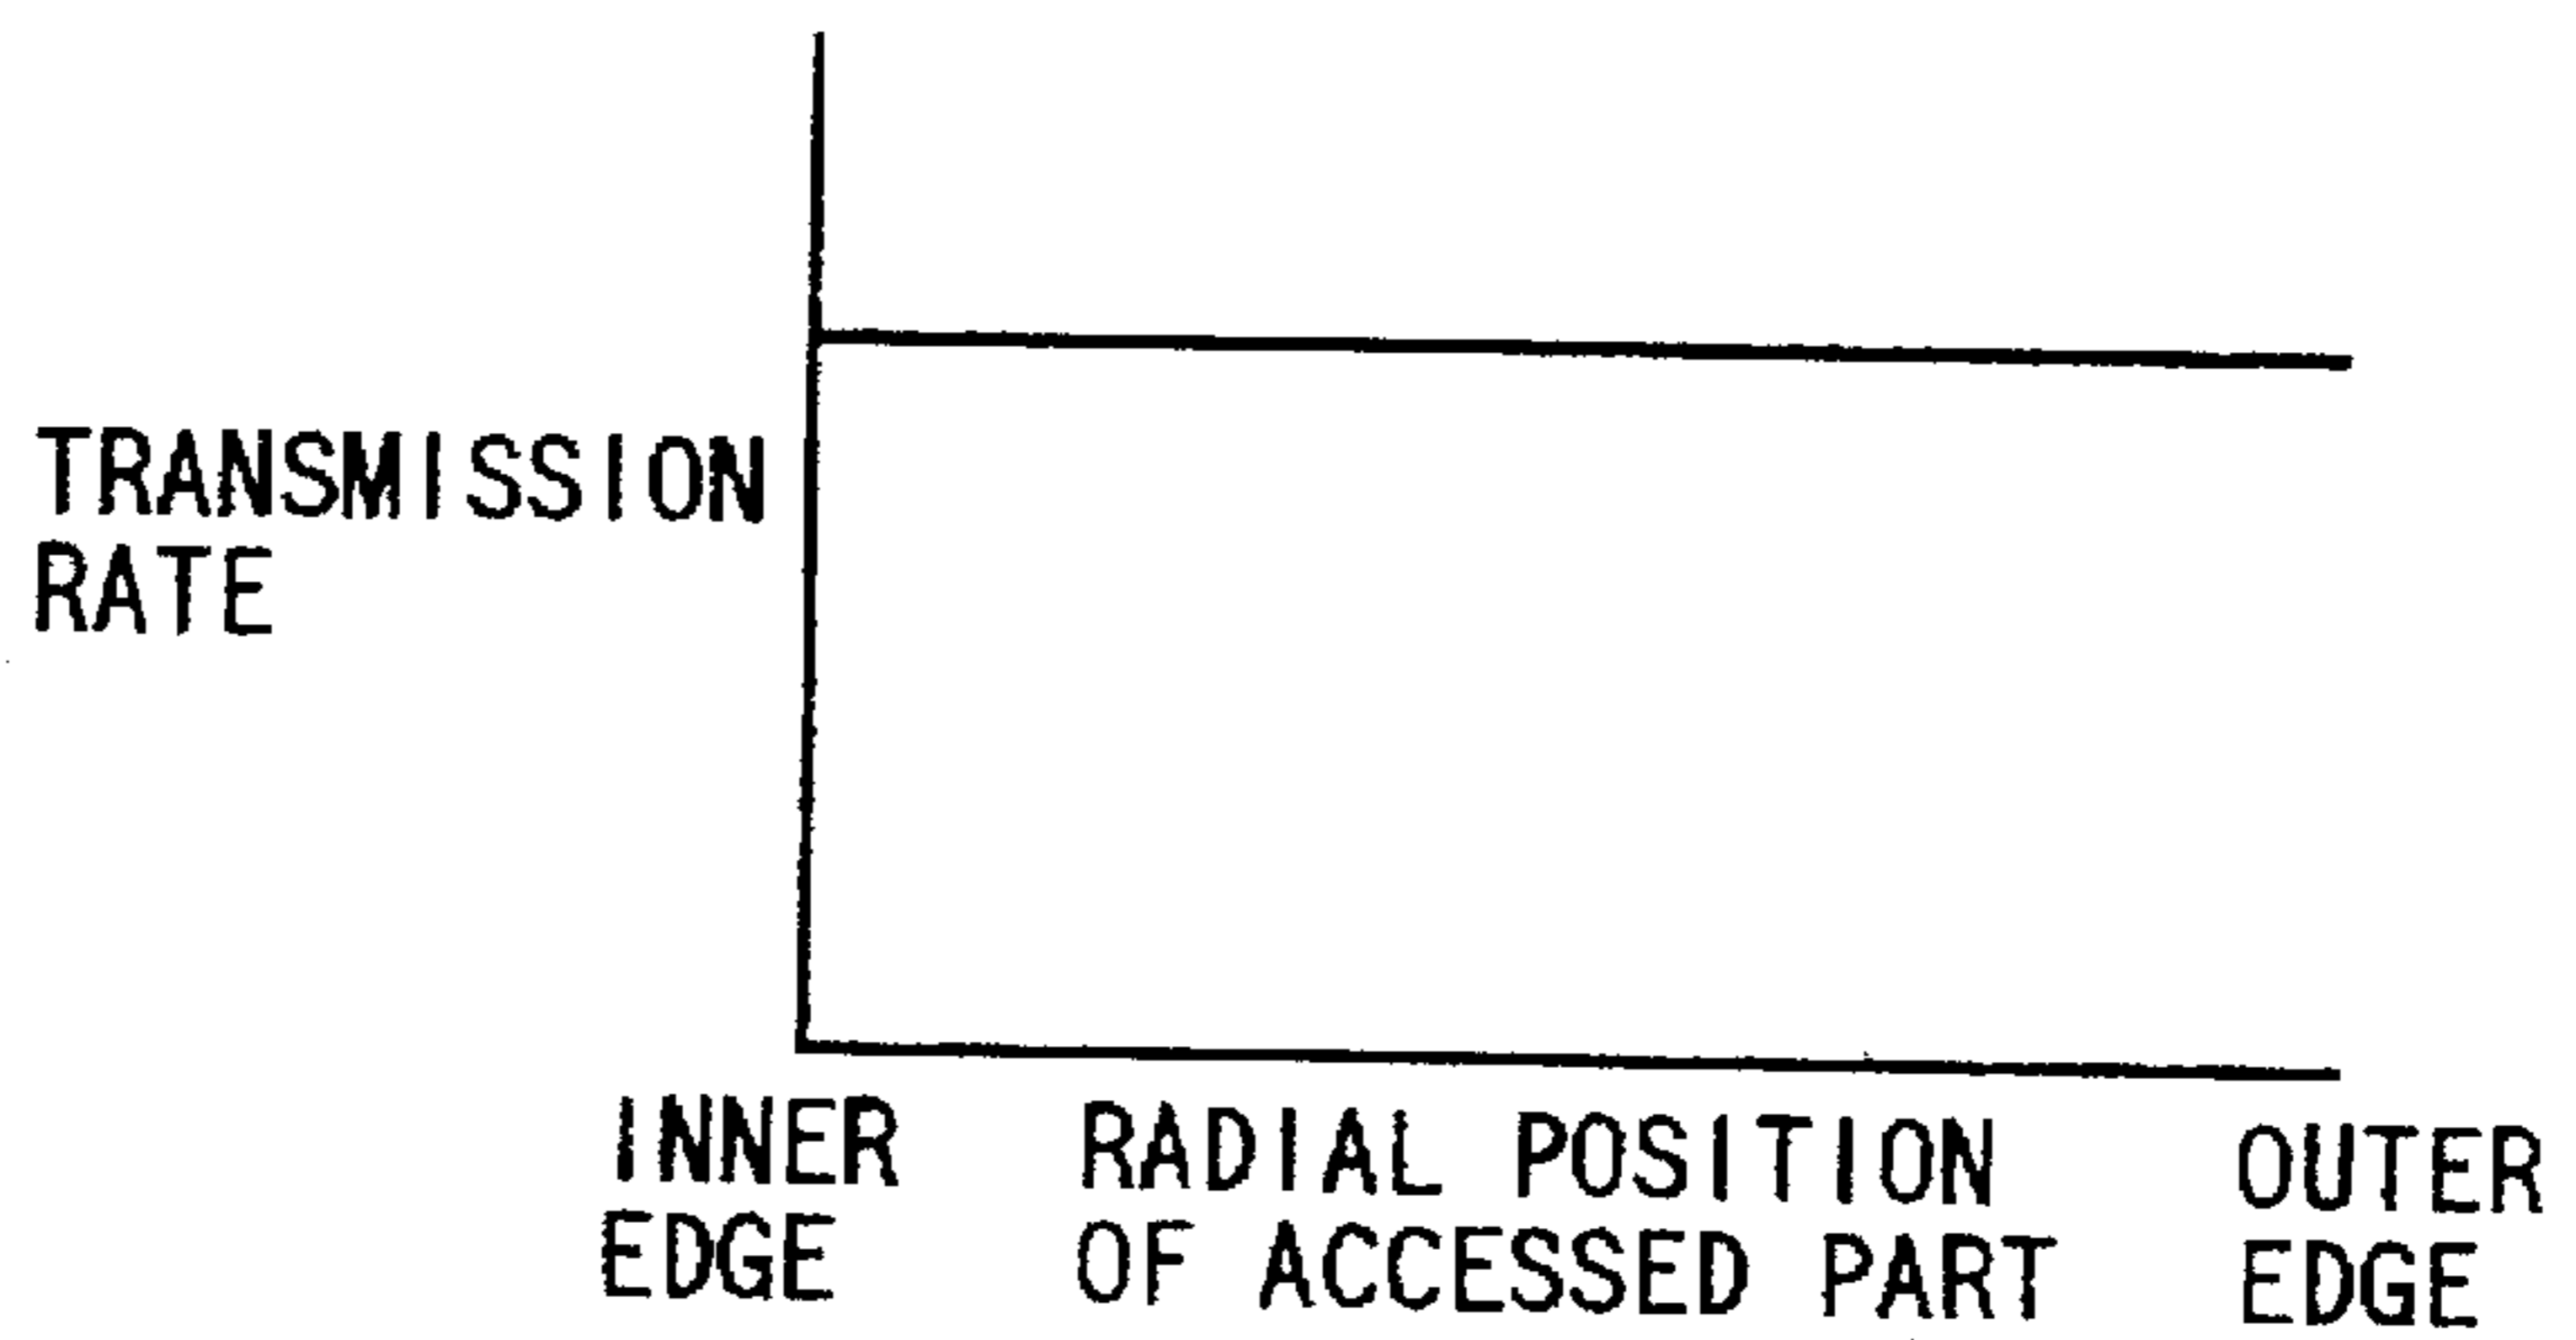 TRANSMISSION
RATE
INNER
EDGE
RADIAL POSITION
OF ACCESSED PART
OUTER
EDGE